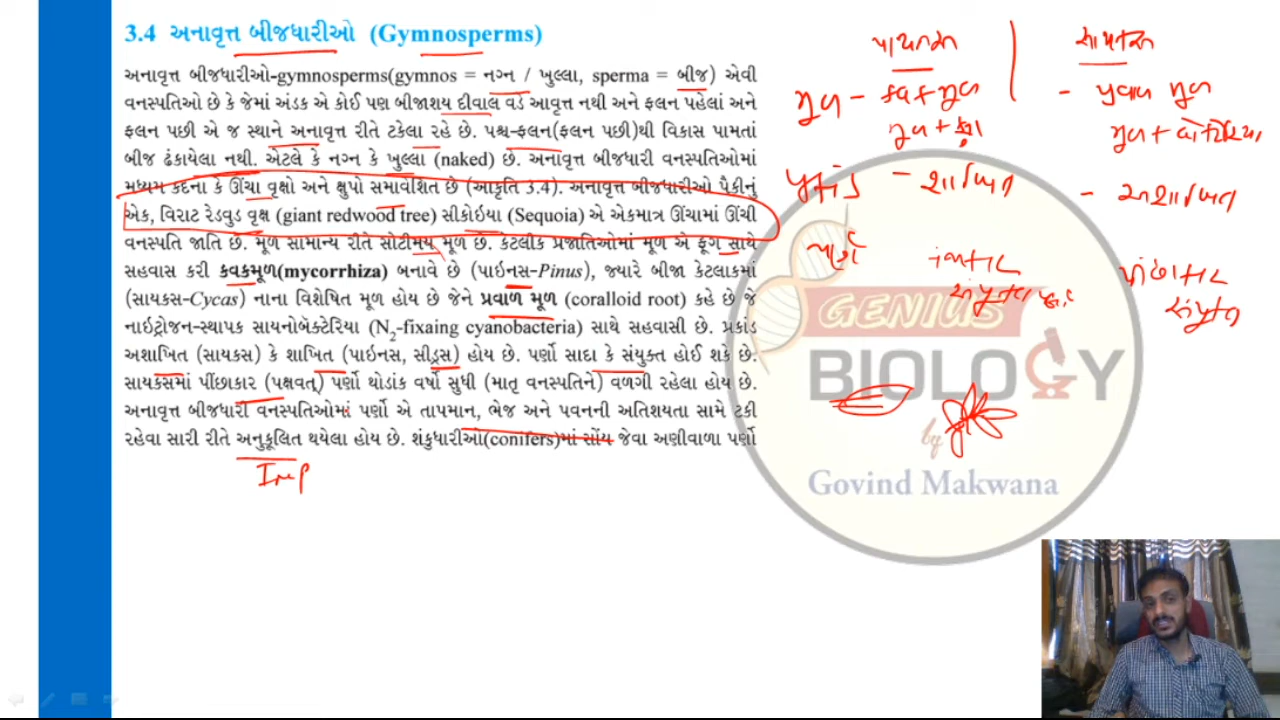 3.4 અનાવૃત્ત બીજધારીઓ (Gymnosperms)
અનાવૃત્ત બીજધારીઓ-gymnosperms(gymnos = નગ્ન / ખુલ્લા, sperma = બીજ) એવી
વનસ્પતિઓ છે કે જેમાં અંડક એ કોઈ પણ બીજાશય દીવાલ વડે આવૃત્ત નથી અને ફલન પહેલાં અને
ફલન પછી એ જ સ્થાને અનાવૃત્ત રીતે ટકેલા રહે છે. પશ્ચ-ફલન(ફલન પછી)થી વિકાસ પામતાં
બીજ ઢંકાયેલા નથી. એટલે કે નગ્ન કે ખુલ્લા (naked) છે. અનાવૃત્ત બીજધારી વનસ્પતિઓમાં
મધ્યમ કદના કે ઊંચા વૃક્ષો અને ક્ષુપો સમાવેશિત છે (આકૃતિ 3.4). અનાવૃત્ત બીજધારીઓ પૈકીનું
એક, વિરાટ રેડવુડ વૃક્ષ (giant redwood tree) સીકોઇયા (Sequoia) એ એકમાત્ર ઊંચામાં ઊંચી
વનસ્પતિ જાતિ છે. મૂળ સામાન્ય રીતે સોટીમય મૂળ છે. કેટલીક પ્રજાતિઓમાં મૂળ એ ફૂગ સાથે
સહવાસ કરી કવકમૂળ(mycorrhiza) બનાવે છે (પાઇનસ-Pinus), જ્યારે બીજા કેટલાકમાં
(સાયકસ-Cycas) નાના વિશેષિત મૂળ હોય છે જેને પ્રવાળ મૂળ (coralloid root) કહે છે જે
નાઇટ્રોજન-સ્થાપક સાયનોબેક્ટેરિયા (N2-fixaing cyanobacteria) સાથે સહવાસી છે. પ્રકાંડ
અશાખિત (સાયકસ) કે શાખિત (પાઇનસ, સીડ્રસ) હોય છે. પર્ણો સાદા કે સંયુક્ત હોઈ શકે છે.
સાયકસમાં પીંછાકાર (પક્ષવત્) પર્ણો થોડાંક વર્ષો સુધી (માતૃ વનસ્પતિને) વળગી રહેલા હોય છે.
અનાવૃત્ત બીજધારી વનસ્પતિઓમાં પર્ણો એ તાપમાન, ભેજ અને પવનની અતિશયતા સામે ટકી
રહેવા સારી રીતે અનુકૂલિત થયેલા હોય છે. શંકુધારીઓ(conifers)માં સોંય જેવા અણીવાળા પર્ણો
Imp
પાયનસ
સાયકસ
મૂળ - કવકમૂળ
- પ્રવાળ મૂળ
મૂળ +
મૂળ +
- શાખિત
- અશાખિત
સંયુક્ત
GENIUS
BIOLOGY
by
Govind Makwana